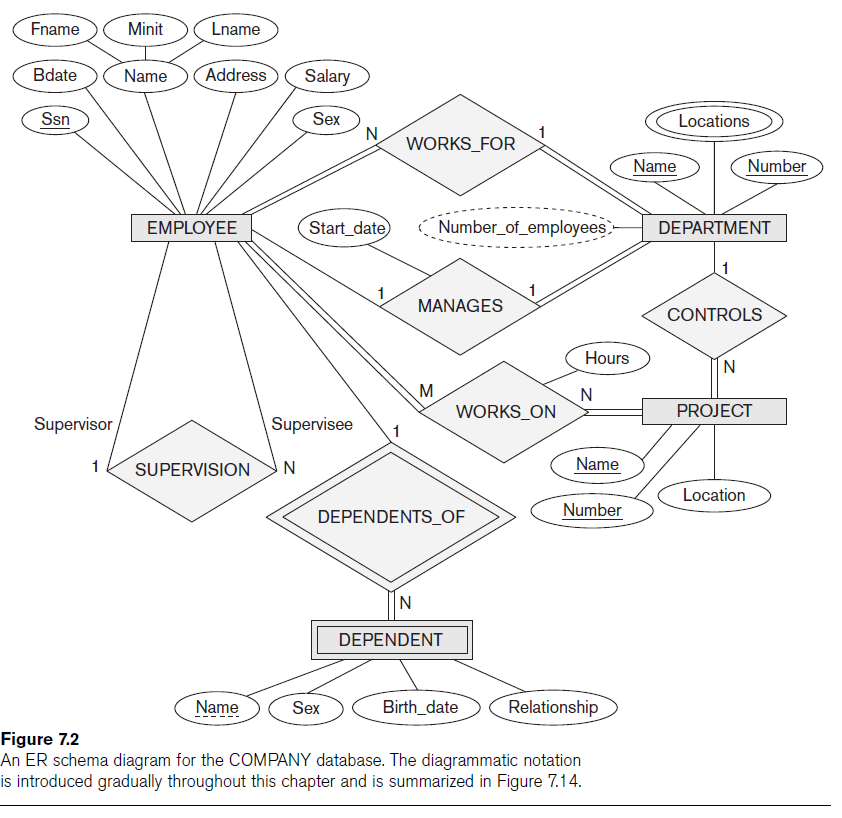 Fname Minit Lname
Bdate Name Address Salary
Ssn Sex
N WORKS_FOR 1
Locations
Name Number
EMPLOYEE Start_date Number_of_employees DEPARTMENT
1 MANAGES 1
1
CONTROLS
N
Hours
M WORKS_ON N PROJECT
Supervisor Supervisee 1
1 SUPERVISION N
Name
Number Location
DEPENDENTS_OF
N
DEPENDENT
Name Sex Birth_date Relationship
Figure 7.2
An ER schema diagram for the COMPANY database. The diagrammatic notation
is introduced gradually throughout this chapter and is summarized in Figure 7.14.